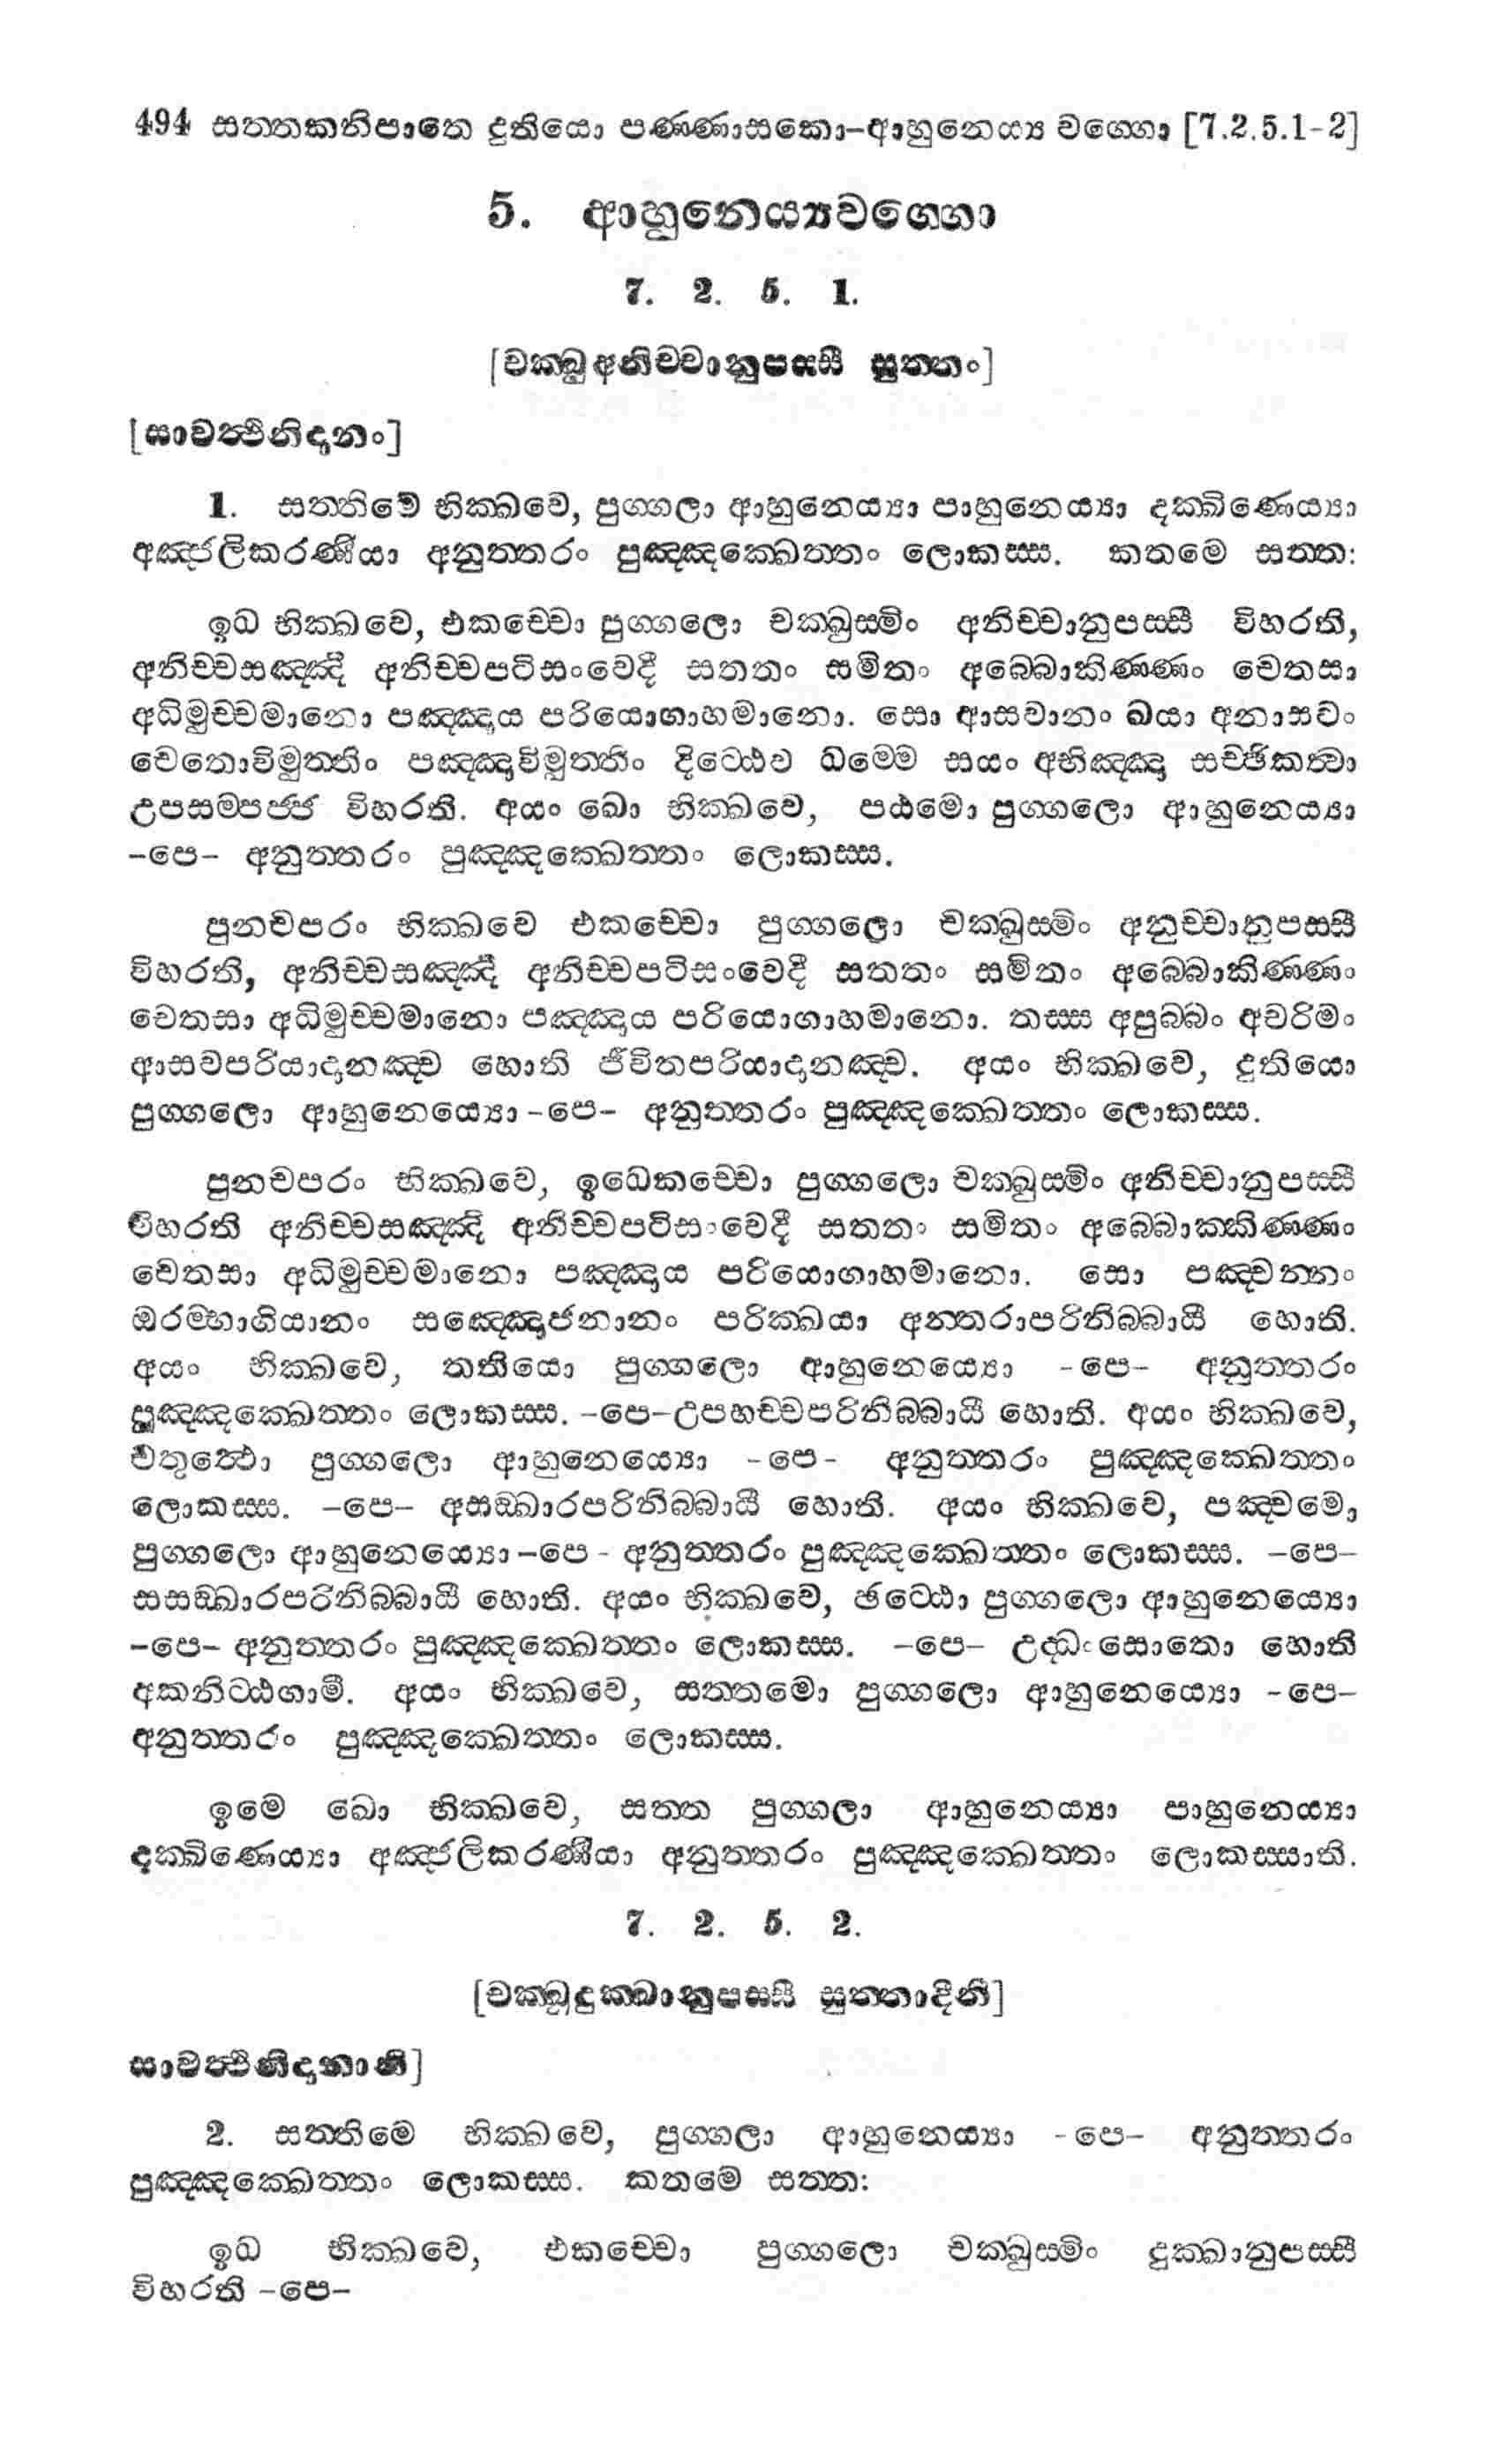 494 සත්තකනිපාතෙ දුතියො පණ්ණාසකො-ආහුනෙය්‍ය වග්ගො [7.2.5.1-2]
5. ආහුනෙය්‍යවග්ගො
7. 2. 5. 1.
[චක්ඛුඅනිච්චානුපස්සී සුත්තං]
[සාවත්‍ථිනිදානං]
1. සත්තිමෙ භික්ඛවෙ, පුග්ගලා ආහුනෙය්‍යා පාහුනෙය්‍යා දක්ඛිණෙය්‍යා
අඤ්ජලිකරණීයා අනුත්තරං පුඤ්ඤක්ඛෙත්තං ලොකස්ස. කතමෙ සත්ත:
ඉධ භික්ඛවෙ, එකච්චො පුග්ගලො චක්ඛුස්මිං අනිච්චානුපස්සී විහරති,
අනිච්චසඤ්ඤී අනිච්චපටිසංවෙදී සතතං සමිතං අබ්බොකිණ්ණං චෙතසා
අධිමුච්චමානො පඤ්ඤාය පරියොගාහමානො. සො ආසවානං ඛයා අනාසවං
චෙතොවිමුත්තිං පඤ්ඤාවිමුත්තිං දිට්ඨෙව ධම්මෙ සයං අභිඤ්ඤා සච්ඡිකත්‍වා
උපසම්පජ්ජ විහරති. අයං ඛො භික්ඛවෙ, පඨමො පුග්ගලො ආහුනෙය්‍යා
-පෙ- අනුත්තරං පුඤ්ඤක්ඛෙත්තං ලොකස්ස.
පුනචපරං භික්ඛවෙ එකච්චො පුග්ගලො චක්ඛුස්මිං අනුච්චානුපස්සී
විහරති, අනිච්චසඤ්ඤී අනිච්චපටිසංවෙදී සතතං සමිතං අබ්බොකිණ්ණං
චෙතසා අධිමුච්චමානො පඤ්ඤාය පරියොගාහමානො. තස්ස අපුබ්බං අචරිමං
ආසවපරියාදානඤ්ච හොති ජීවිතපරියාදානඤ්ච. අයං භික්ඛවෙ, දුතියො
පුග්ගලො ආහුනෙය්‍යො -පෙ- අනුත්තරං පුඤ්ඤක්ඛෙත්තං ලොකස්ස.
පුනචපරං භික්ඛවෙ, ඉධෙකච්චො පුග්ගලො චක්ඛුස්මිං අනිච්චානුපස්සී
විහරති අනිච්චසඤ්ඤි අනිච්චපටිසංවෙදී සතතං සමිතං අබ්බොක්කිණ්ණං
චෙතසා අධිමුච්චමානො පඤ්ඤාය පරියොගාහමානො. සො පඤ්චන්නං
ඔරම්භාගියානං සඤ්ඤොජනානං පරික්ඛයා අන්තරාපරිනිබ්බායී හොති.
අයං භික්ඛවෙ, තතියො පුග්ගලො ආහුනෙය්‍යො -පෙ- අනුත්තරං
පුඤ්ඤක්ඛෙත්තං ලොකස්ස. -පෙ-උපහච්චපරිනිබ්බායී හොති. අයං භික්ඛවෙ,
චතුත්‍ථො පුග්ගලො ආහුනෙය්‍යො -පෙ- අනුත්තරං පුඤ්ඤක්ඛෙත්තං
ලොකස්ස. -පෙ- අසඞ්ඛාරපරිනිබ්බායී හොති. අයං භික්ඛවෙ, පඤ්චමො,
පුග්ගලො ආහුනෙය්‍යො -පෙ- අනුත්තරං පුඤ්ඤක්ඛෙත්තං ලොකස්ස. -පෙ-
සසඞ්ඛාරපරිනිබ්බායී හොති. අයං භික්ඛවෙ, ඡට්ඨො පුග්ගලො ආහුනෙය්‍යො
-පෙ- අනුත්තරං පුඤ්ඤක්ඛෙත්තං ලොකස්ස. -පෙ- උද්ධංසොතො හොති
අකනිට්ඨගාමී. අයං භික්ඛවෙ, සත්තමො පුග්ගලො ආහුනෙය්‍යො -පෙ-
අනුත්තරං පුඤ්ඤක්ඛෙත්තං ලොකස්ස.
ඉමෙ ඛො භික්ඛවෙ, සත්ත පුග්ගලා ආහුනෙය්‍යා පාහුනෙය්‍යා
දක්ඛිණෙය්‍යා අඤ්ජලිකරණීයා අනුත්තරං පුඤ්ඤක්ඛෙත්තං ලොකස්සාති.
7. 2. 5. 2.
[චක්ඛුදුක්ඛානුපස්සී සුත්තාදීනි]
සාවත්‍ථිනිදානානි]
2. සත්තිමෙ භික්ඛවෙ, පුග්ගලා ආහුනෙය්‍යා -පෙ- අනුත්තරං
පුඤ්ඤක්ඛෙත්තං ලොකස්ස. කතමෙ සත්ත:
ඉධ භික්ඛවෙ, එකච්චො පුග්ගලො චක්ඛුස්මිං දුක්ඛානුපස්සී
විහරති -පෙ-